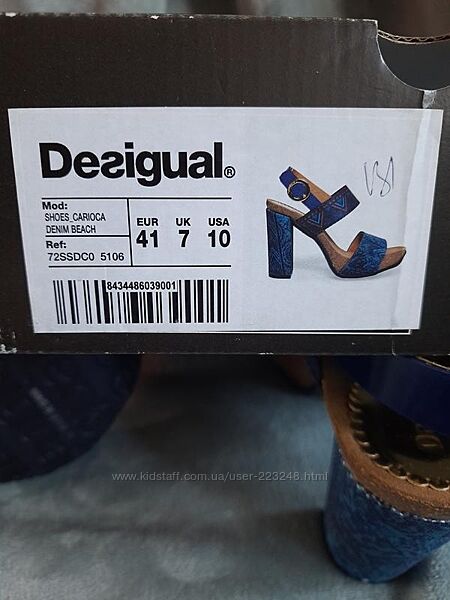 Desigual®
Mod:
SHOES_CARIOCA
DENIM BEACH
Ref:
72SSDC0 5106
EUR UK USA
41 7 10
8434486039001
www.kidstaff.com.ua/user-223248.html